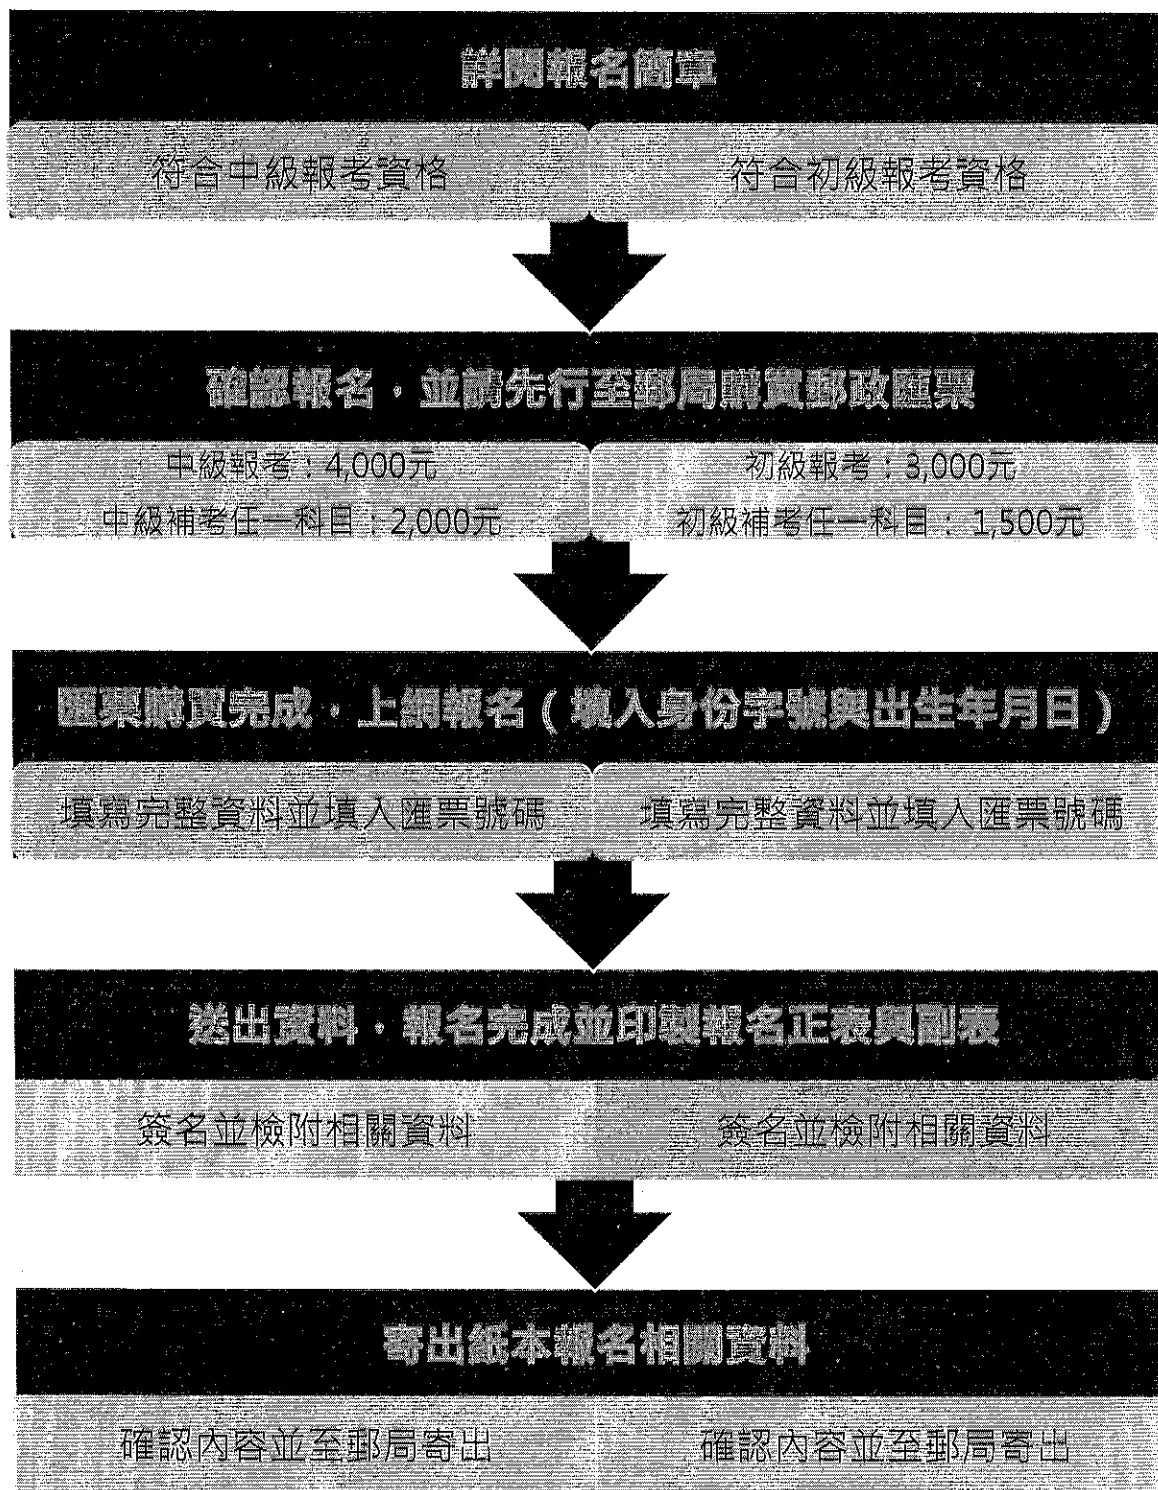 詳閱報名簡章
符合中級報考資格
符合初級報考資格
確認報名，並請先行至郵局購買郵政匯票
中級報考：4,000元
中級補考任一科目：2,000元
初級報考：3,000元
初級補考任一科目： 1,500元
匯票購買完成，上網報名（填入身份字號與出生年月日）
填寫完整資料並填入匯票號碼
填寫完整資料並填入匯票號碼
送出資料，報名完成並印製報名正表與副表
簽名並檢附相關資料
簽名並檢附相關資料
寄出紙本報名相關資料
確認內容並至郵局寄出
確認內容並至郵局寄出